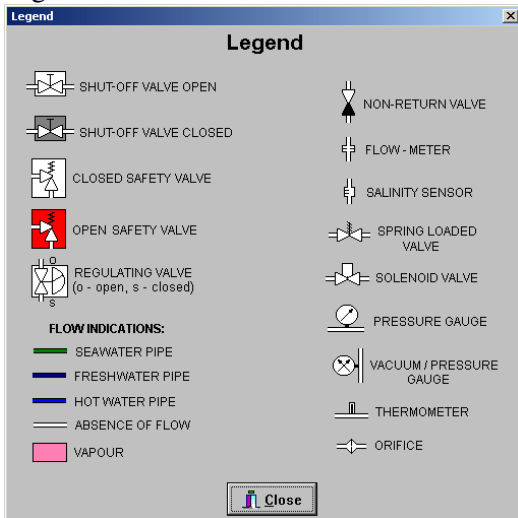 Legend
Legend
SHUT-OFF VALVE OPEN
SHUT-OFF VALVE CLOSED
CLOSED SAFETY VALVE
OPEN SAFETY VALVE
O
REGULATING VALVE
(o - open, s - closed)
S
FLOW INDICATIONS:
SEAWATER PIPE
FRESHWATER PIPE
HOT WATER PIPE
ABSENCE OF FLOW
VAPOUR
NON-RETURN VALVE
FLOW - METER
SALINITY SENSOR
SPRING LOADED
VALVE
SOLENOID VALVE
PRESSURE GAUGE
VACUUM / PRESSURE
GAUGE
THERMOMETER
ORIFICE
Close